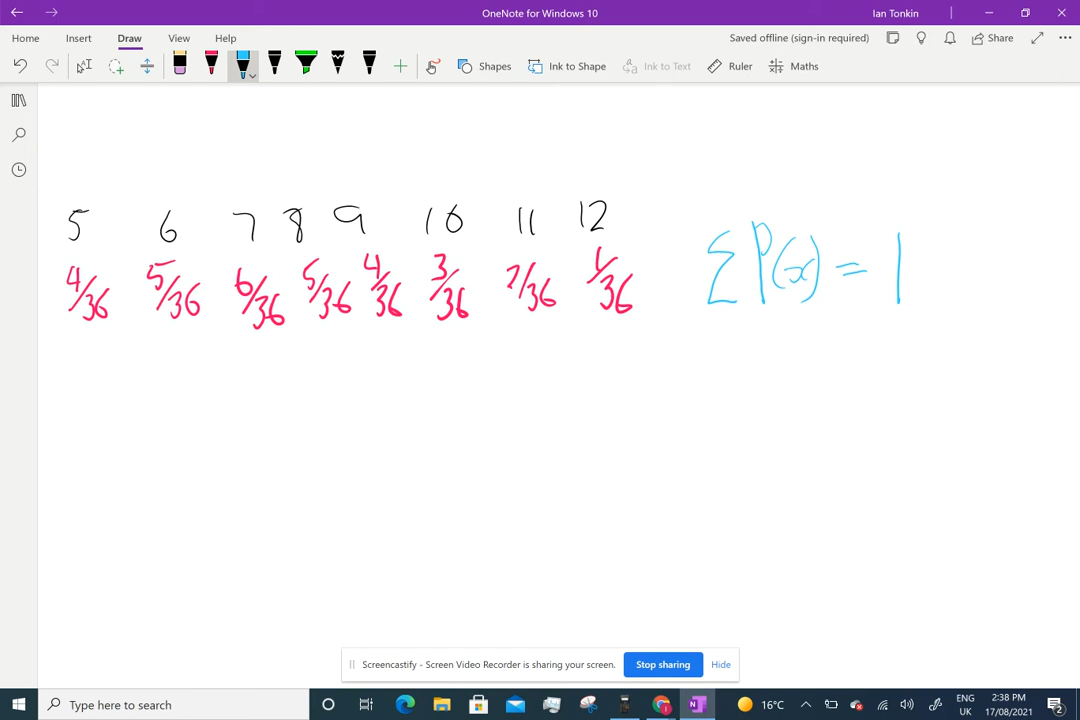 OneNote for Windows 10
Ian Tonkin
Home Insert Draw View Help
Saved offline (sign-in required)
Share
Shapes
Ink to Shape
Ink to Text
Ruler
Maths
5 6 7 8 9 10 11 12
4/36 5/36 6/36 5/36 4/36 3/36 2/36 1/36
∑P(x) = 1
Screencastify - Screen Video Recorder is sharing your screen.
Stop sharing
Hide
Type here to search
16°C
ENG
UK
2:38 PM
17/08/2021
2